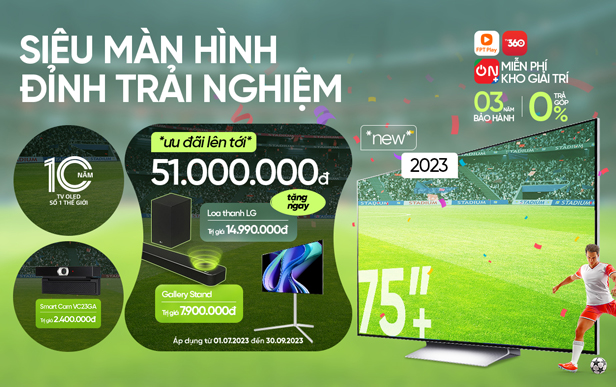 SIÊU MÀN HÌNH
ĐỈNH TRẢI NGHIỆM
FPT Play
360
ON+
MIỄN PHÍ
KHO GIẢI TRÍ
03 NĂM
BẢO HÀNH
0%
TRẢ
GÓP
*ưu đãi lên tới*
51.000.000đ
tặng
ngay
10 NĂM
TV OLED
SỐ 1 THẾ GIỚI
Loa thanh LG
Trị giá 14.990.000đ
Smart Cam VC23GA
Trị giá 2.400.000đ
Gallery Stand
Trị giá 7.900.000đ
Áp dụng từ 01.07.2023 đến 30.09.2023
*new*
2023
STADIUM
STADIUM
STADIUM
75"+